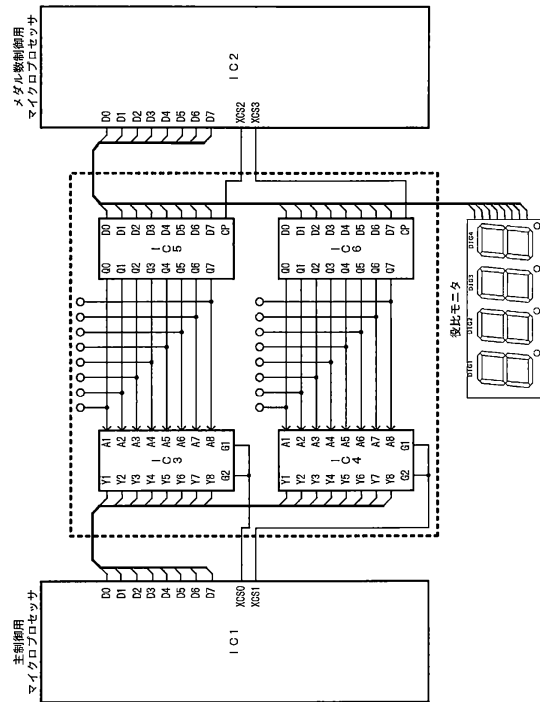 主制御用
マイクロプロセッサ
IC1
D0
D1
D2
D3
D4
D5
D6
D7
XCS0
XCS1
Y1 A1
Y2 A2
Y3 A3
Y4 A4
Y5 A5
Y6 A6
Y7 A7
Y8 A8
IC3
G2 G1
Y1 A1
Y2 A2
Y3 A3
Y4 A4
Y5 A5
Y6 A6
Y7 A7
Y8 A8
IC4
G2 G1
Q0 D0
Q1 D1
Q2 D2
Q3 D3
Q4 D4
Q5 D5
Q6 D6
Q7 D7
IC5
CP
Q0 D0
Q1 D1
Q2 D2
Q3 D3
Q4 D4
Q5 D5
Q6 D6
Q7 D7
IC6
CP
メダル数制御用
マイクロプロセッサ
IC2
D0
D1
D2
D3
D4
D5
D6
D7
XCS2
XCS3
役比モニタ
DIG1 DIG2 DIG3 DIG4